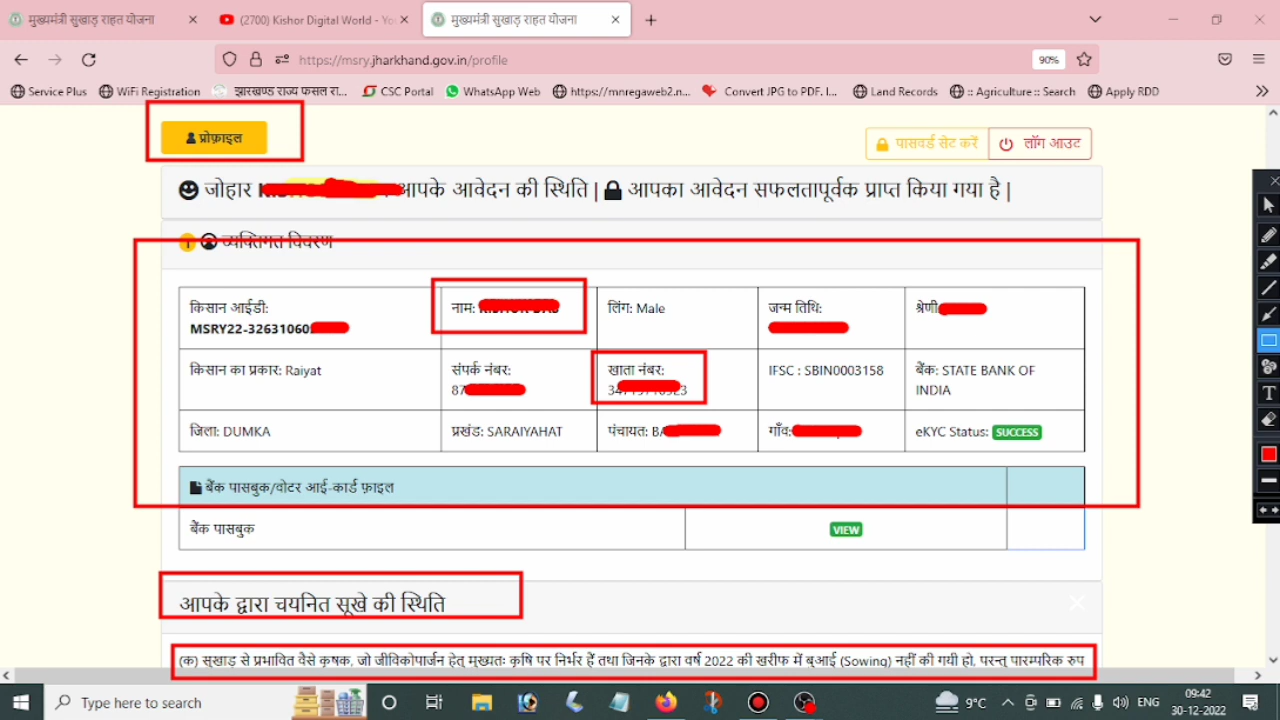 मुख्यमंत्री सुखाड़ राहत योजना
(2700) Kishor Digital World - Yo
मुख्यमंत्री सुखाड़ राहत योजना
https://msry.jharkhand.gov.in/profile
90%
Service Plus
WiFi Registration
झारखण्ड राज्य फसल रा...
CSC Portal
WhatsApp Web
https://mnregaweb2.n...
Convert JPG to PDF. I...
Land Records
:: Agriculture :: Search
Apply RDD
प्रोफ़ाइल
पासवर्ड सेट करें
लॉग आउट
जोहार आपके आवेदन की स्थिति | आपका आवेदन सफलतापूर्वक प्राप्त किया गया है |
व्यक्तिगत विवरण
किसान आईडी:
नाम:
लिंग: Male
जन्म तिथि:
श्रेणी
MSRY22-3263106
किसान का प्रकार: Raiyat
संपर्क नंबर:
खाता नंबर:
IFSC : SBIN0003158
बैंक: STATE BANK OF
INDIA
87
जिला: DUMKA
प्रखंड: SARAIYAHAT
पंचायत:
गाँव:
eKYC Status: SUCCESS
बैंक पासबुक/वोटर आई-कार्ड फ़ाइल
बैंक पासबुक
VIEW
आपके द्वारा चयनित सूखे की स्थिति
(क) सुखाड़ से प्रभावित वैसे कृषक, जो जीविकोपार्जन हेतु मुख्यतः कृषि पर निर्भर हैं तथा जिनके द्वारा वर्ष 2022 की खरीफ में बुआई (Sowing) नहीं की गयी हो, परन्तु पारम्परिक रुप
Type here to search
9°C
ENG
09:42
30-12-2022